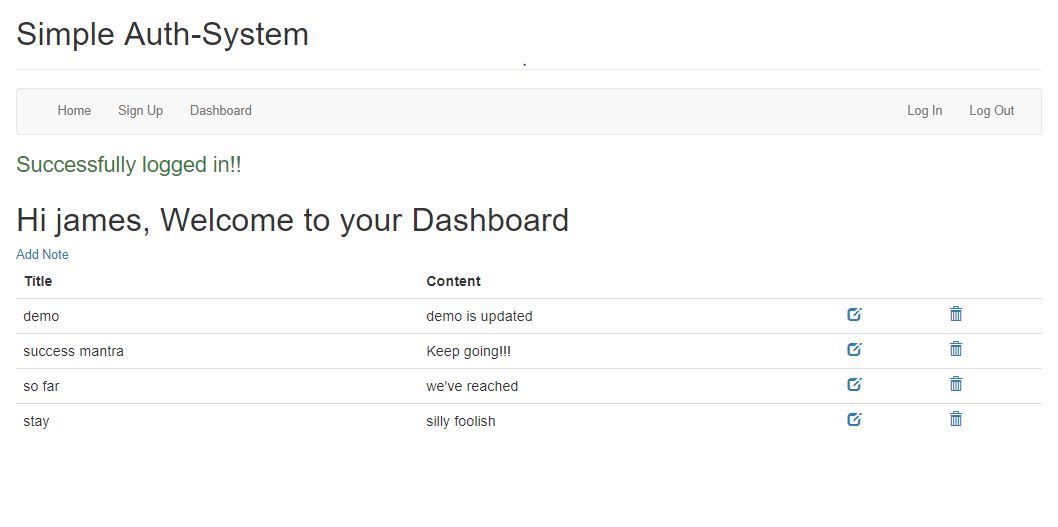 Simple Auth-System
Home Sign Up Dashboard Log In Log Out
Successfully logged in!!
Hi james, Welcome to your Dashboard
Add Note
Title Content
demo demo is updated
success mantra Keep going!!!
so far we've reached
stay silly foolish